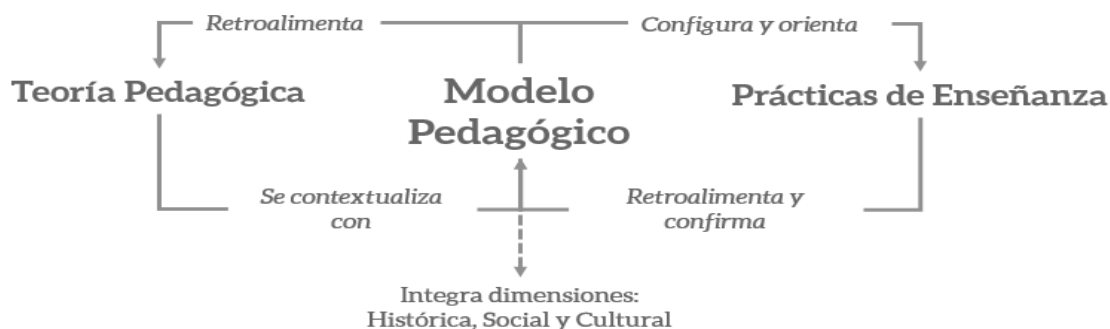 Retroalimenta
Configura y orienta
Teoría Pedagógica
Modelo
Pedagógico
Prácticas de Enseñanza
Se contextualiza
con
Retroalimenta y
confirma
Integra dimensiones:
Histórica, Social y Cultural